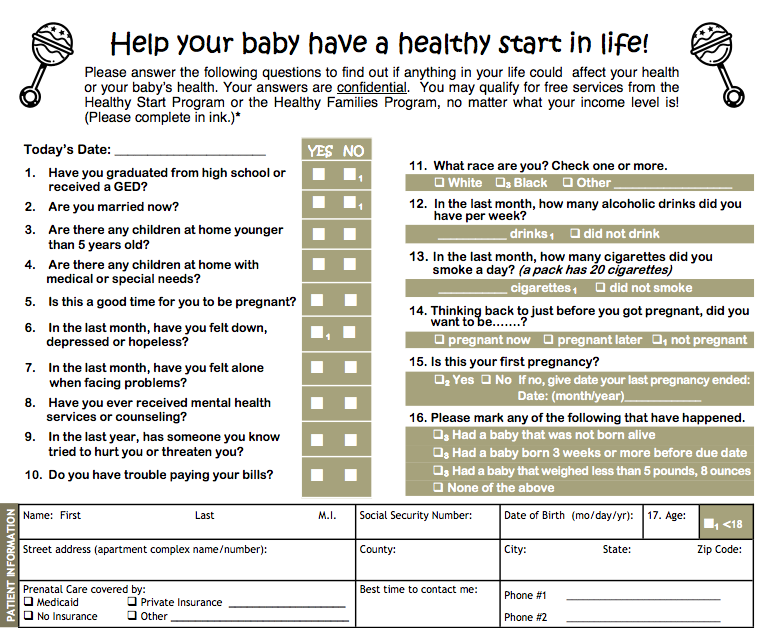 Help your baby have a healthy start in life!
Please answer the following questions to find out if anything in your life could affect your health
or your baby's health. Your answers are confidential. You may qualify for free services from the
Healthy Start Program or the Healthy Families Program, no matter what your income level is!
(Please complete in ink.)*
Today's Date: ______________________
YES NO
1. Have you graduated from high school or
received a GED?
☐ ☐1
2. Are you married now?
☐ ☐1
3. Are there any children at home younger
than 5 years old?
☐ ☐
4. Are there any children at home with
medical or special needs?
☐ ☐
5. Is this a good time for you to be pregnant?
☐ ☐
6. In the last month, have you felt down,
depressed or hopeless?
☐1 ☐
7. In the last month, have you felt alone
when facing problems?
☐ ☐
8. Have you ever received mental health
services or counseling?
☐ ☐
9. In the last year, has someone you know
tried to hurt you or threaten you?
☐ ☐
10. Do you have trouble paying your bills?
☐ ☐
11. What race are you? Check one or more.
☐ White ☐3 Black ☐ Other _________________
12. In the last month, how many alcoholic drinks did you
have per week?
__________ drinks1 ☐ did not drink
13. In the last month, how many cigarettes did you
smoke a day? (a pack has 20 cigarettes)
__________ cigarettes1 ☐ did not smoke
14. Thinking back to just before you got pregnant, did you
want to be.......?
☐ pregnant now ☐ pregnant later ☐1 not pregnant
15. Is this your first pregnancy?
☐2 Yes ☐ No If no, give date your last pregnancy ended:
Date: (month/year)____________
16. Please mark any of the following that have happened.
☐3 Had a baby that was not born alive
☐3 Had a baby born 3 weeks or more before due date
☐3 Had a baby that weighed less than 5 pounds, 8 ounces
☐ None of the above
PATIENT INFORMATION
Name: First Last M.I. Social Security Number: Date of Birth (mo/day/yr): 17. Age: ☐1 <18
Street address (apartment complex name/number): County: City: State: Zip Code:
Prenatal Care covered by:
☐ Medicaid ☐ Private Insurance ____________________
☐ No Insurance ☐ Other ______________________________
Best time to contact me:
Phone #1 ____________________
Phone #2 ____________________